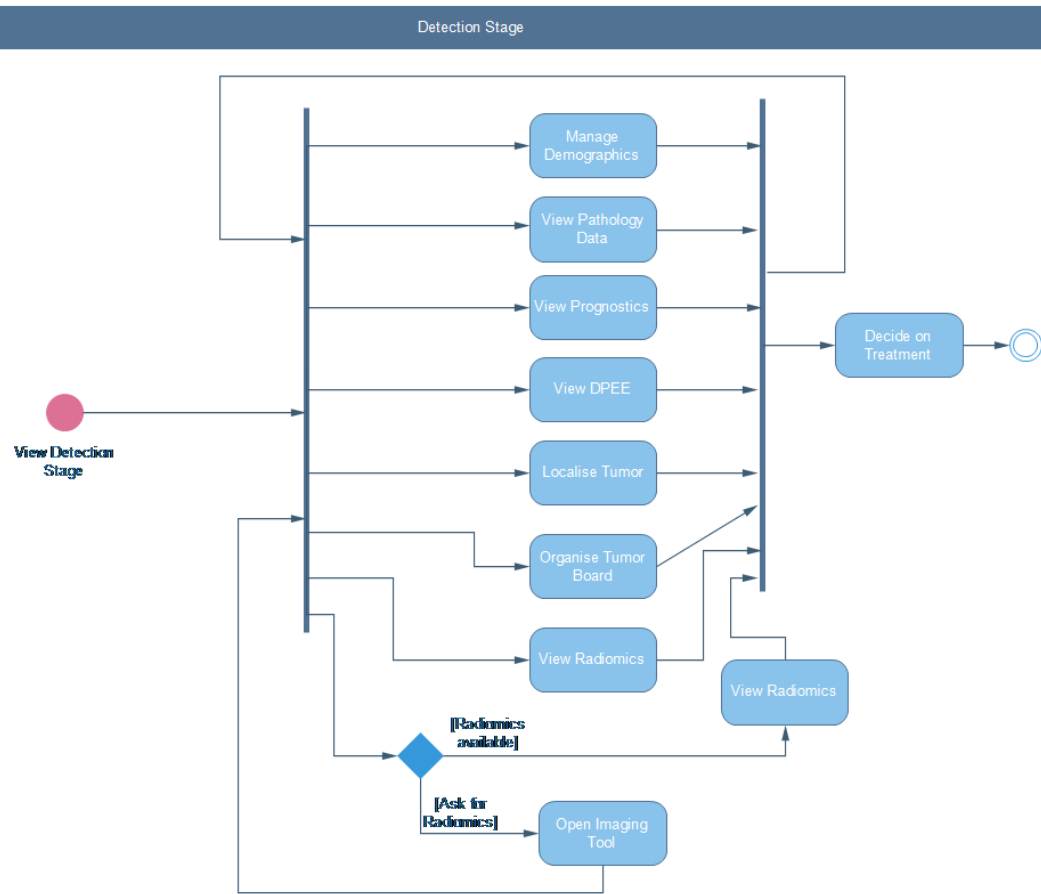 Detection Stage
Manage
Demographics
View Pathology
Data
View Prognostics
View DPEE
Localise Tumor
Organise Tumor
Board
View Radiomics
Decide on
Treatment
View Detection
Stage
View Radiomics
[Radiomics
available]
[Ask for
Radiomics]
Open Imaging
Tool